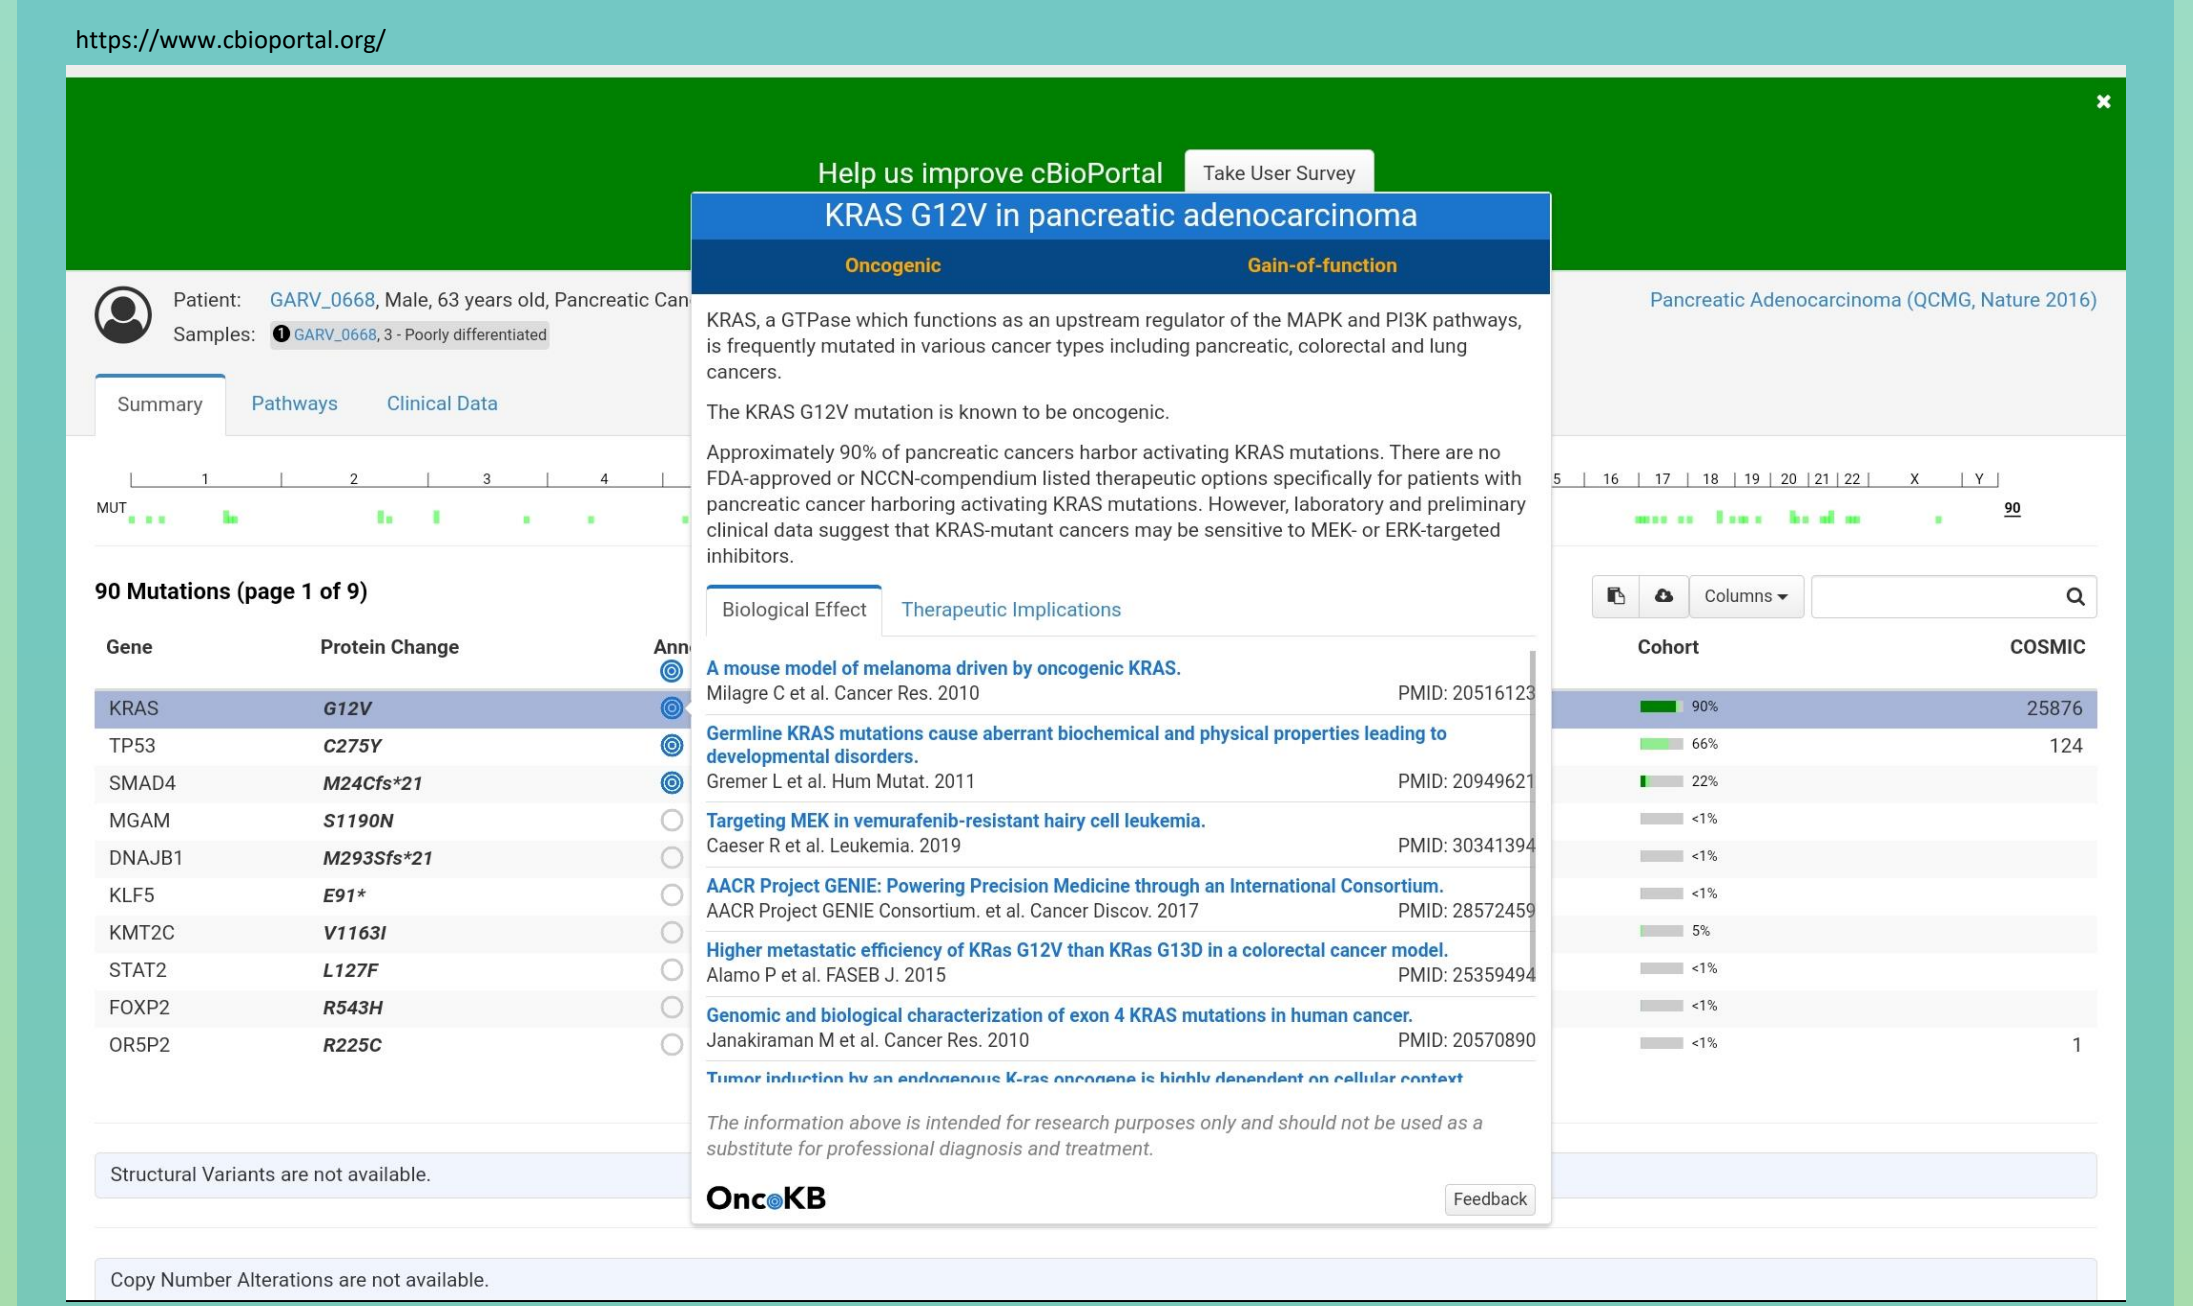 https://www.cbioportal.org/
Help us improve cBioPortal Take User Survey
KRAS G12V in pancreatic adenocarcinoma
Oncogenic Gain-of-function
Patient: GARV_0668, Male, 63 years old, Pancreatic Can
Samples: 1 GARV_0668, 3 - Poorly differentiated
Pancreatic Adenocarcinoma (QCMG, Nature 2016)
Summary Pathways Clinical Data
KRAS, a GTPase which functions as an upstream regulator of the MAPK and PI3K pathways,
is frequently mutated in various cancer types including pancreatic, colorectal and lung
cancers.
The KRAS G12V mutation is known to be oncogenic.
Approximately 90% of pancreatic cancers harbor activating KRAS mutations. There are no
FDA-approved or NCCN-compendium listed therapeutic options specifically for patients with
pancreatic cancer harboring activating KRAS mutations. However, laboratory and preliminary
clinical data suggest that KRAS-mutant cancers may be sensitive to MEK- or ERK-targeted
inhibitors.
1 2 3 4 5 16 17 18 19 20 21 22 X Y
MUT 90
90 Mutations (page 1 of 9)
Columns
Biological Effect Therapeutic Implications
Gene Protein Change Ann Cohort COSMIC
KRAS G12V 90% 25876
TP53 C275Y 66% 124
SMAD4 M24Cfs*21 22%
MGAM S1190N <1%
DNAJB1 M293Sfs*21 <1%
KLF5 E91* <1%
KMT2C V1163I 5%
STAT2 L127F <1%
FOXP2 R543H <1%
OR5P2 R225C <1% 1
A mouse model of melanoma driven by oncogenic KRAS.
Milagre C et al. Cancer Res. 2010 PMID: 20516123
Germline KRAS mutations cause aberrant biochemical and physical properties leading to
developmental disorders.
Gremer L et al. Hum Mutat. 2011 PMID: 20949621
Targeting MEK in vemurafenib-resistant hairy cell leukemia.
Caeser R et al. Leukemia. 2019 PMID: 30341394
AACR Project GENIE: Powering Precision Medicine through an International Consortium.
AACR Project GENIE Consortium. et al. Cancer Discov. 2017 PMID: 28572459
Higher metastatic efficiency of KRas G12V than KRas G13D in a colorectal cancer model.
Alamo P et al. FASEB J. 2015 PMID: 25359494
Genomic and biological characterization of exon 4 KRAS mutations in human cancer.
Janakiraman M et al. Cancer Res. 2010 PMID: 20570890
Tumor induction by an endogenous K-ras oncogene is highly dependent on cellular context
The information above is intended for research purposes only and should not be used as a
substitute for professional diagnosis and treatment.
OncoKB Feedback
Structural Variants are not available.
Copy Number Alterations are not available.